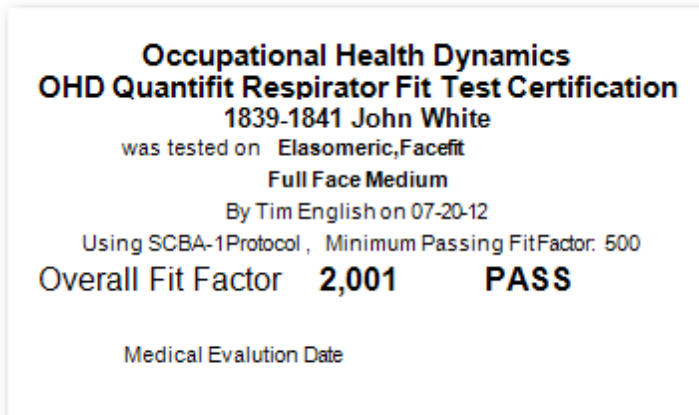 Occupational Health Dynamics
OHD Quantifit Respirator Fit Test Certification
1839-1841 John White
was tested on Elasomeric,Facefit
Full Face Medium
By Tim English on 07-20-12
Using SCBA-1Protocol , Minimum Passing FitFactor: 500
Overall Fit Factor 2,001 PASS
Medical Evalution Date